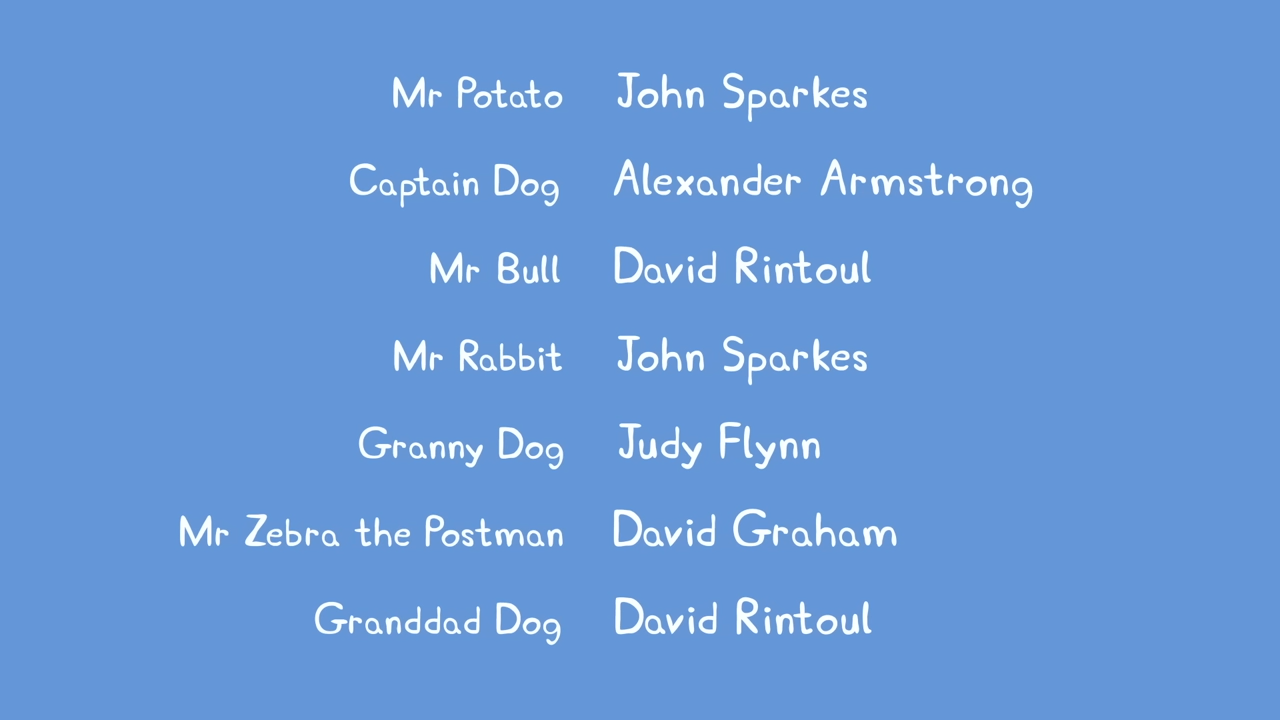 Mr Potato John Sparkes
Captain Dog Alexander Armstrong
Mr Bull David Rintoul
Mr Rabbit John Sparkes
Granny Dog Judy Flynn
Mr Zebra the Postman David Graham
Granddad Dog David Rintoul